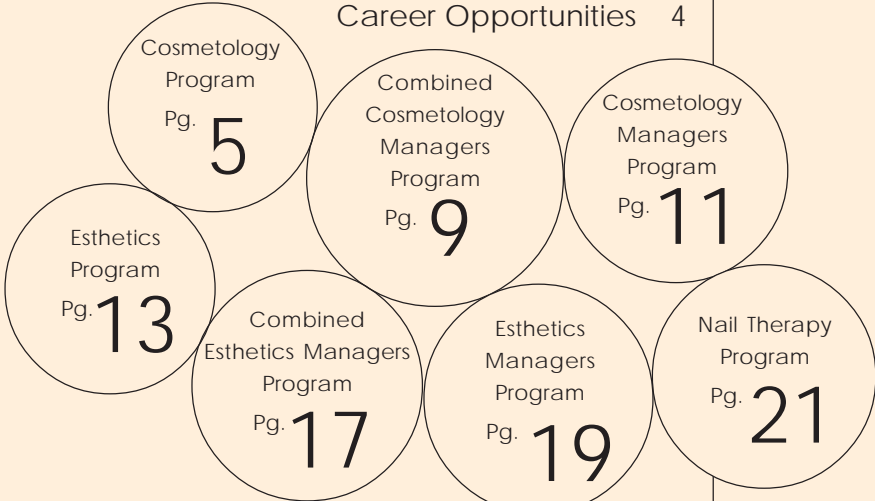 Career Opportunities 4
Cosmetology
Program
Pg. 5
Combined
Cosmetology
Managers
Program
Pg. 9
Cosmetology
Managers
Program
Pg. 11
Esthetics
Program
Pg. 13
Combined
Esthetics Managers
Program
Pg. 17
Esthetics
Managers
Program
Pg. 19
Nail Therapy
Program
Pg. 21